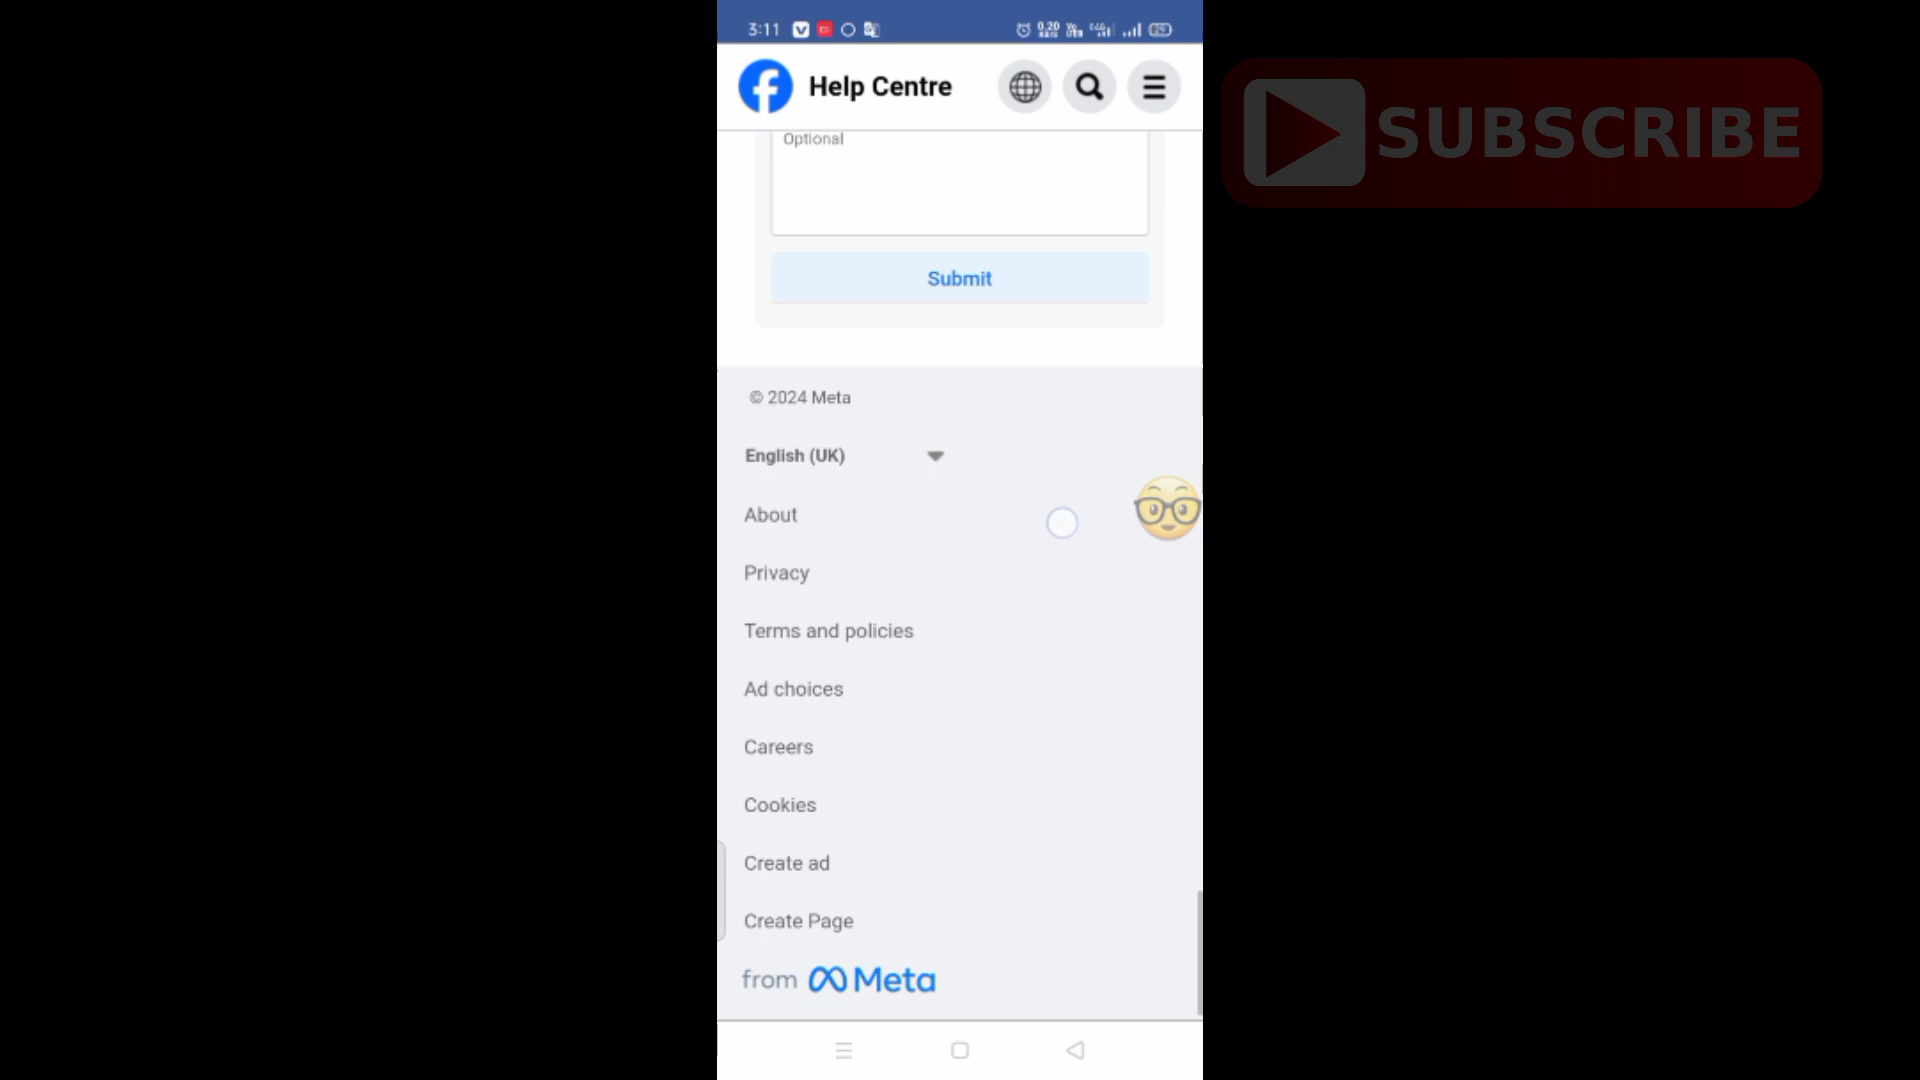 3:11
Help Centre
SUBSCRIBE
Optional
Submit
© 2024 Meta
English (UK)
About
Privacy
Terms and policies
Ad choices
Careers
Cookies
Create ad
Create Page
from Meta